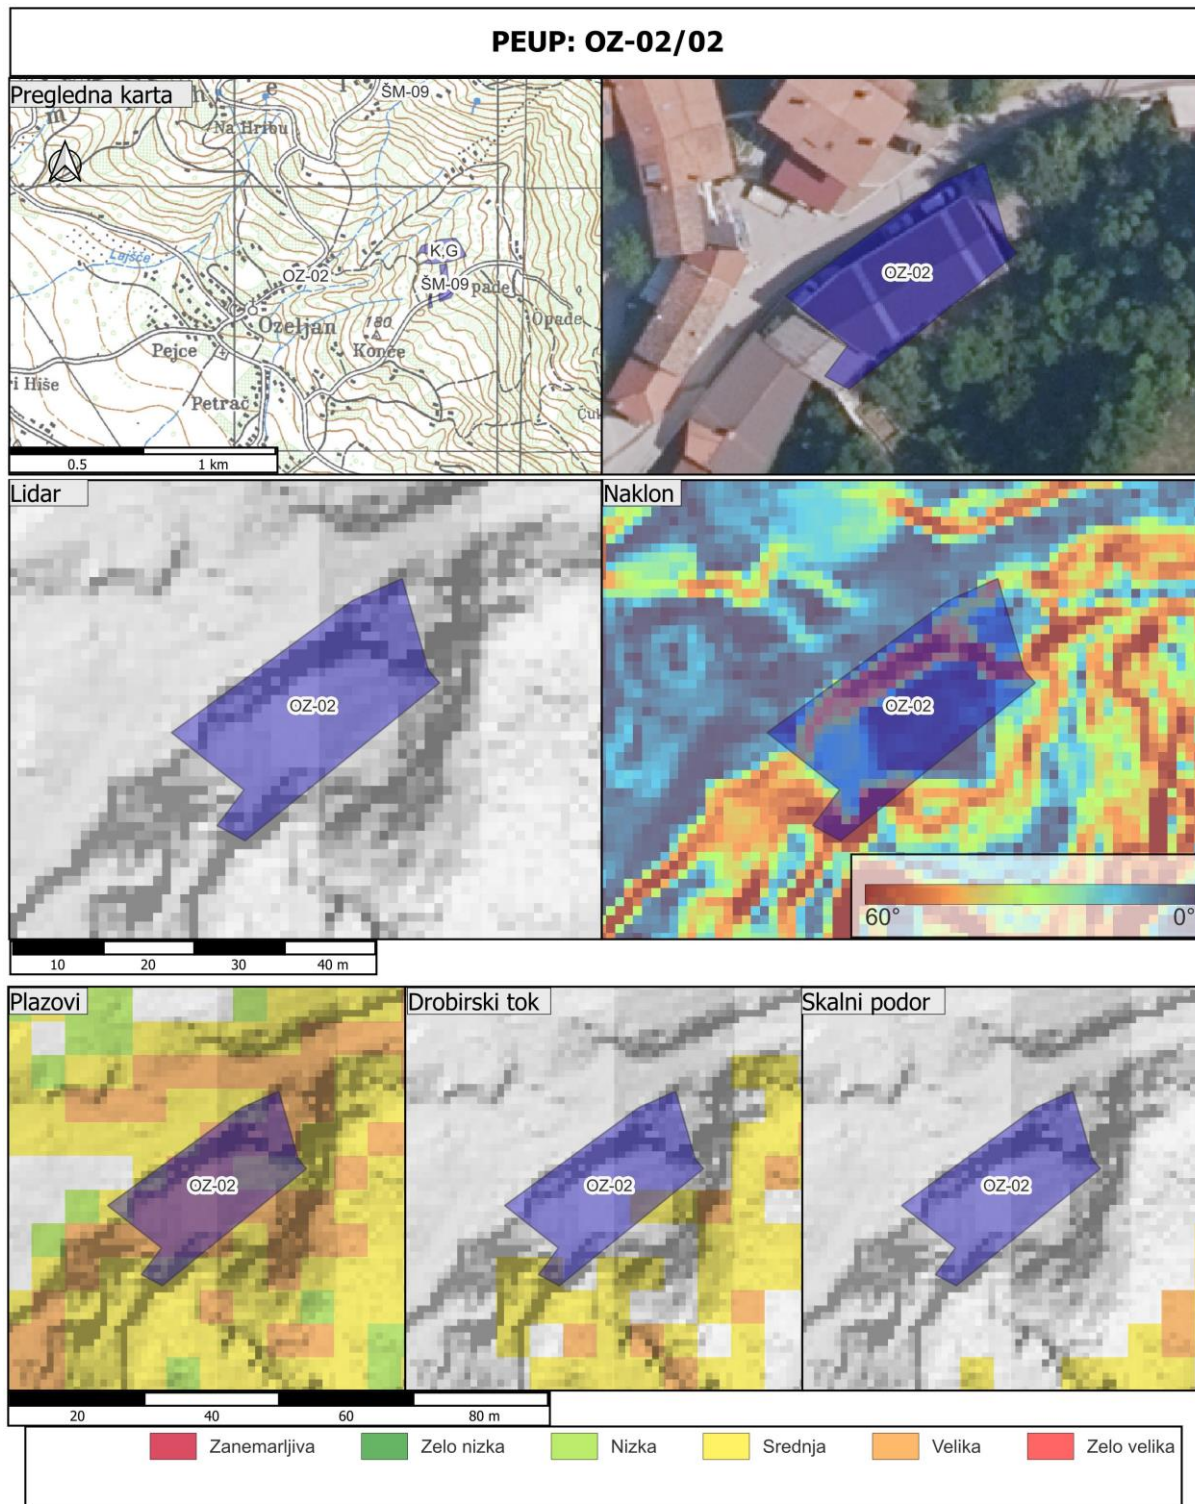 PEUP: OZ-02/02
Pregledna karta
ŠM-09
Na Hribu
Lajšče
OZ-02
K,G
ŠM-09
Opade
Ozeljan
180
Pejce
Konče
i Hiše
Petrač
0.5 1 km
OZ-02
Lidar
OZ-02
Naklon
OZ-02
60° 0°
10 20 30 40 m
Plazovi
OZ-02
Drobirski tok
OZ-02
Skalni podor
OZ-02
20 40 60 80 m
Zanemarljiva Zelo nizka Nizka Srednja Velika Zelo velika